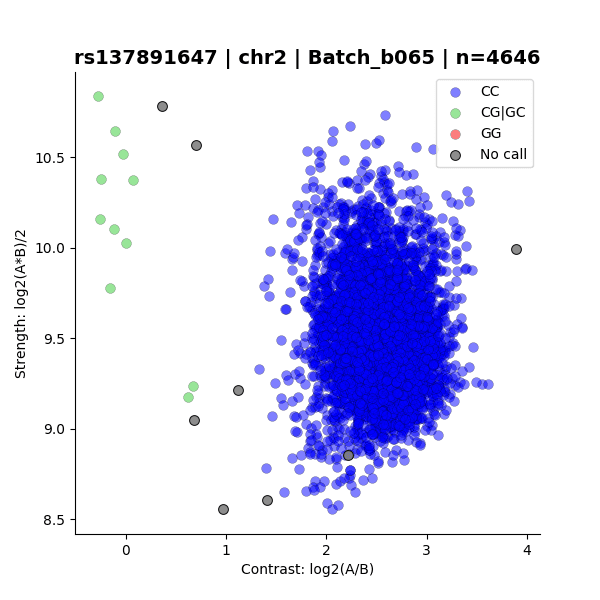 rs137891647 | chr2 | Batch_b065 | n=4646
CC
CG|GC
GG
No call
Strength: log2(A*B)/2
10.5
10.0
9.5
9.0
8.5
0 1 2 3 4
Contrast: log2(A/B)